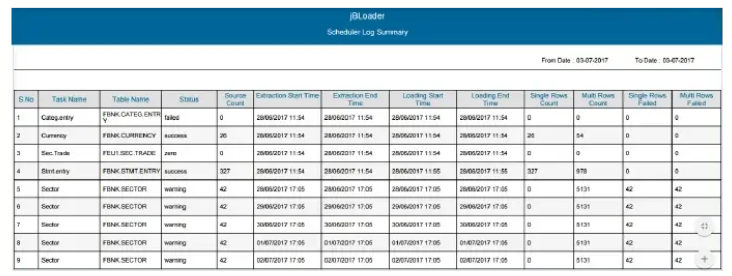 jBLoader
Scheduler Log Summary
From Date : 03-07-2017 To Date : 03-07-2017
S.No Task Name Table Name Status Source Count Extraction Start Time Extraction End Time Loading Start Time Loading End Time Single Rows Count Multi Rows Count Single Rows Failed Multi Rows Failed
1 Categ.entry FBNK.CATEG.ENTRY failed 0 28/06/2017 11:54 28/06/2017 11:54 28/06/2017 11:54 28/06/2017 11:54 0 0 0 0
2 Currency FBNK.CURRENCY success 26 28/06/2017 11:54 28/06/2017 11:54 28/06/2017 11:54 28/06/2017 11:54 26 54 0 0
3 Sec.Trade FEU1.SEC.TRADE zero 0 28/06/2017 11:54 28/06/2017 11:54 28/06/2017 11:54 28/06/2017 11:54 0 0 0 0
4 Stmt.entry FBNK.STMT.ENTRY success 327 28/06/2017 11:54 28/06/2017 11:54 28/06/2017 11:55 28/06/2017 11:55 327 978 0 0
5 Sector FBNK.SECTOR warning 42 28/06/2017 17:05 28/06/2017 17:05 28/06/2017 17:05 28/06/2017 17:05 0 5131 42 42
6 Sector FBNK.SECTOR warning 42 29/06/2017 17:05 29/06/2017 17:05 29/06/2017 17:05 29/06/2017 17:05 0 5131 42 42
7 Sector FBNK.SECTOR warning 42 30/06/2017 17:05 30/06/2017 17:05 30/06/2017 17:05 30/06/2017 17:05 0 5131 42 42
8 Sector FBNK.SECTOR warning 42 01/07/2017 17:05 01/07/2017 17:05 01/07/2017 17:05 01/07/2017 17:05 0 5131 42 42
9 Sector FBNK.SECTOR warning 42 02/07/2017 17:05 02/07/2017 17:05 02/07/2017 17:05 02/07/2017 17:05 0 5131 42 42